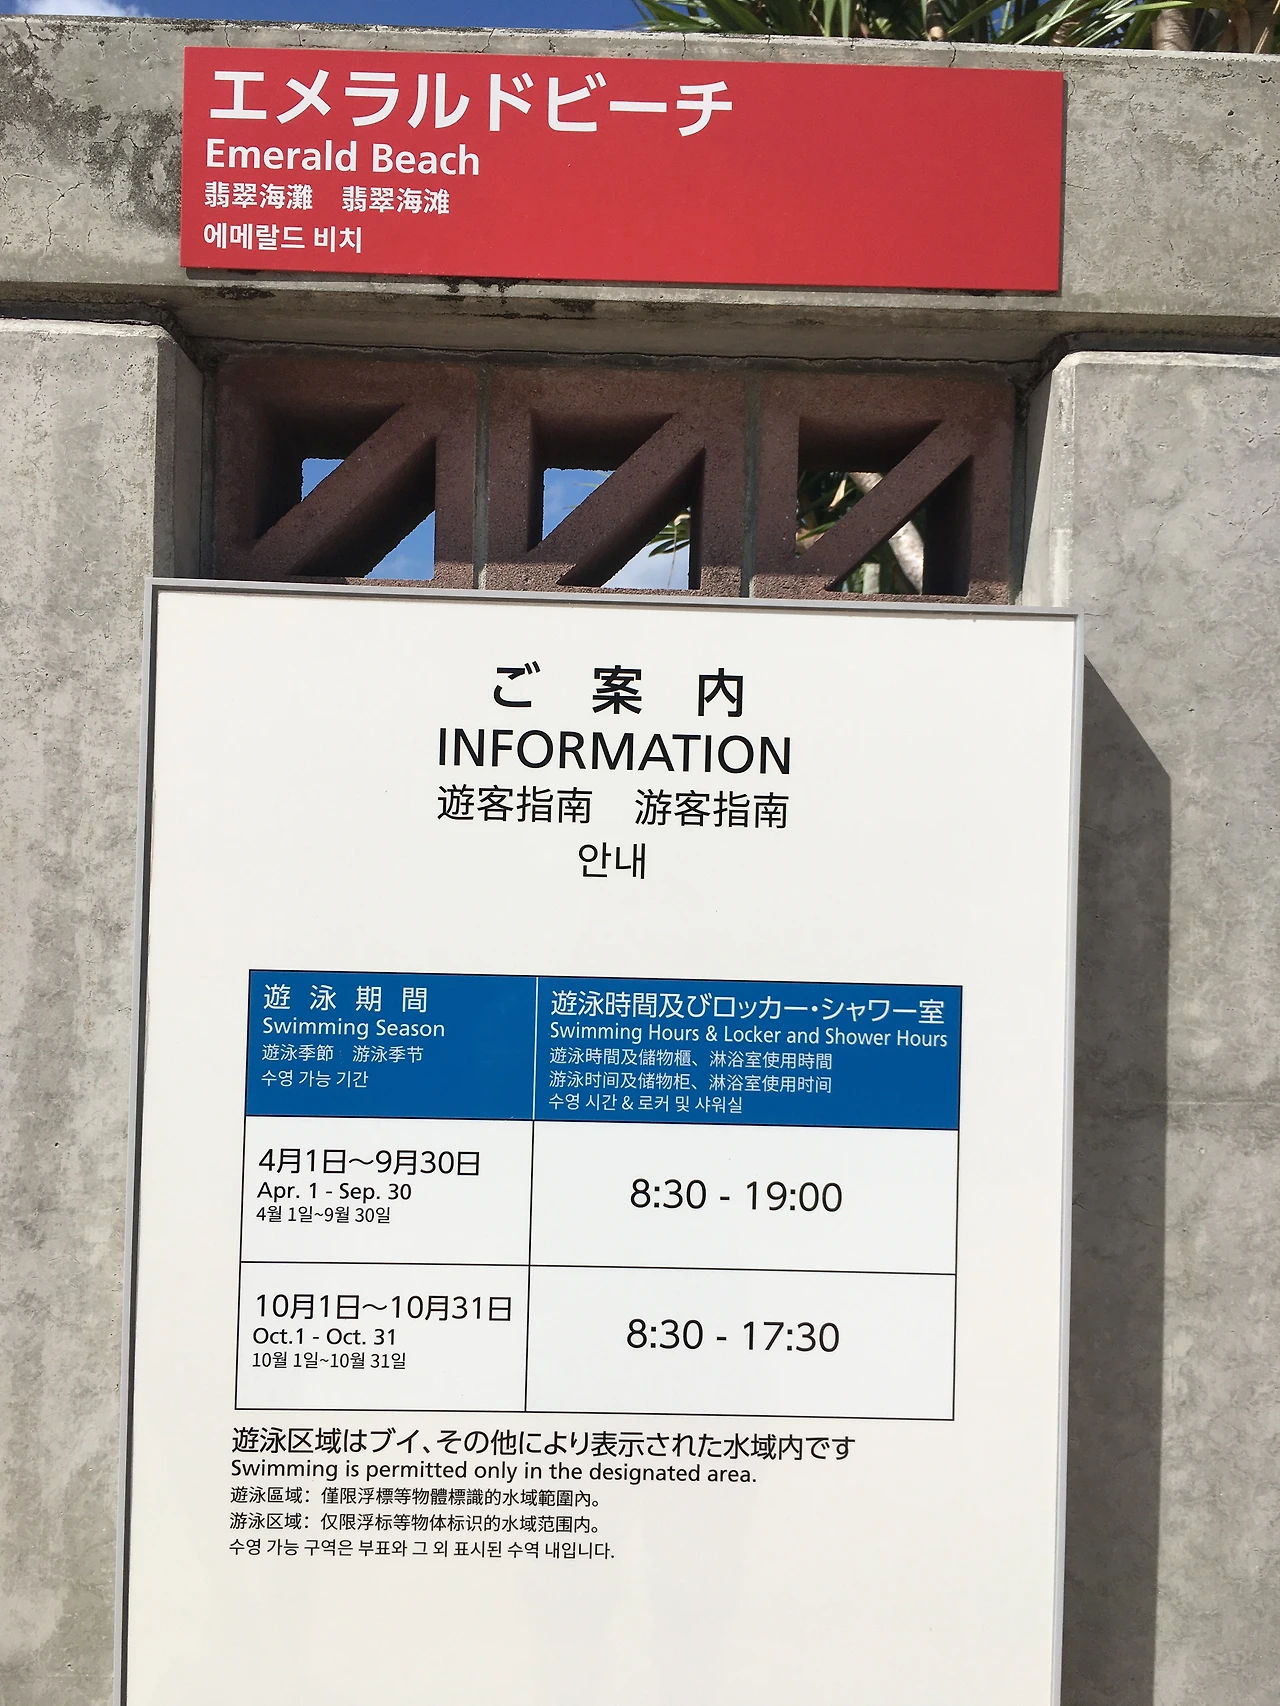 エメラルドビーチ
Emerald Beach
翡翠海灘　翡翠海滩
에메랄드 비치
ご 案 内
INFORMATION
遊客指南　游客指南
안내
遊 泳 期 間
Swimming Season
遊泳季節　游泳季节
수영 가능 기간
遊泳時間及びロッカー・シャワー室
Swimming Hours & Locker and Shower Hours
遊泳時間及儲物櫃、淋浴室使用時間
游泳时间及储物柜、淋浴室使用时间
수영 시간 & 로커 및 샤워실
4月1日～9月30日
Apr. 1 - Sep. 30
4월 1일~9월 30일
8:30 - 19:00
10月1日～10月31日
Oct.1 - Oct. 31
10월 1일~10월 31일
8:30 - 17:30
遊泳区域はブイ、その他により表示された水域内です
Swimming is permitted only in the designated area.
遊泳區域：僅限浮標等物體標識的水域範圍內。
游泳区域：仅限浮标等物体标识的水域范围内。
수영 가능 구역은 부표와 그 외 표시된 수역 내입니다.